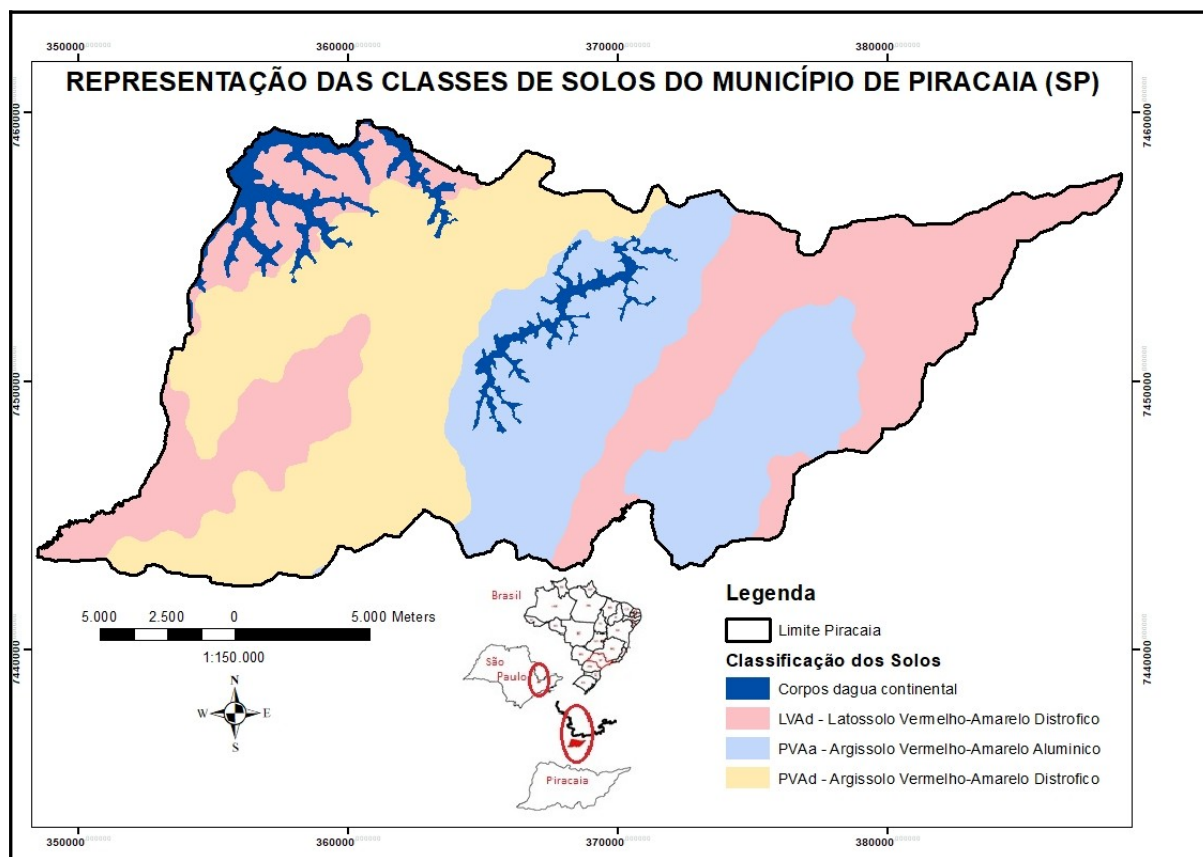 350000 360000 370000 380000
REPRESENTAÇÃO DAS CLASSES DE SOLOS DO MUNICÍPIO DE PIRACAIA (SP)
7460000
7460000
7450000
7450000
7440000
7440000
5.000 2.500 0 5.000 Meters
1:150.000
N
W E
S
Brasil
São
Paulo
Piracaia
Legenda
Limite Piracaia
Classificação dos Solos
Corpos dagua continental
LVAd - Latossolo Vermelho-Amarelo Distrofico
PVAa - Argissolo Vermelho-Amarelo Aluminico
PVAd - Argissolo Vermelho-Amarelo Distrofico
350000 360000 370000 380000